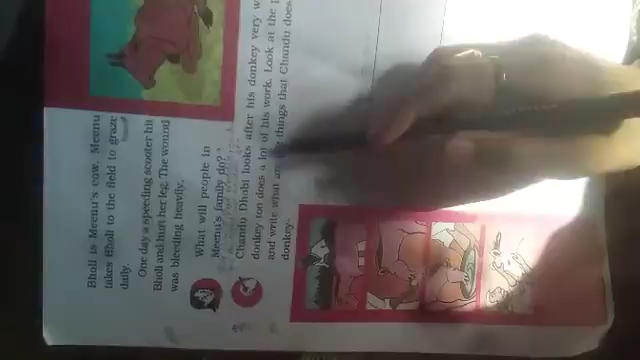 Bholi is Meenu's cow. Meenu
takes Bholi to the field to graze
daily.
One day a speeding scooter hit
Bholi and hurt her leg. The wound
was bleeding heavily.
What will people in
Meenu's family do?
Chandu Dhobi looks after his donkey very
donkey too does a lot of his work. Look at the
and write what things that Chandu does
donkey.